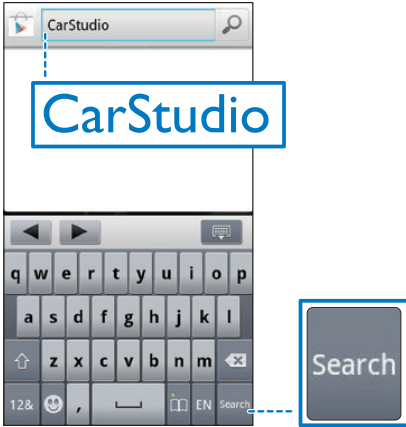 CarStudio
CarStudio
q w e r t y u i o p
a s d f g h j k l
z x c v b n m
12& , EN Search
Search